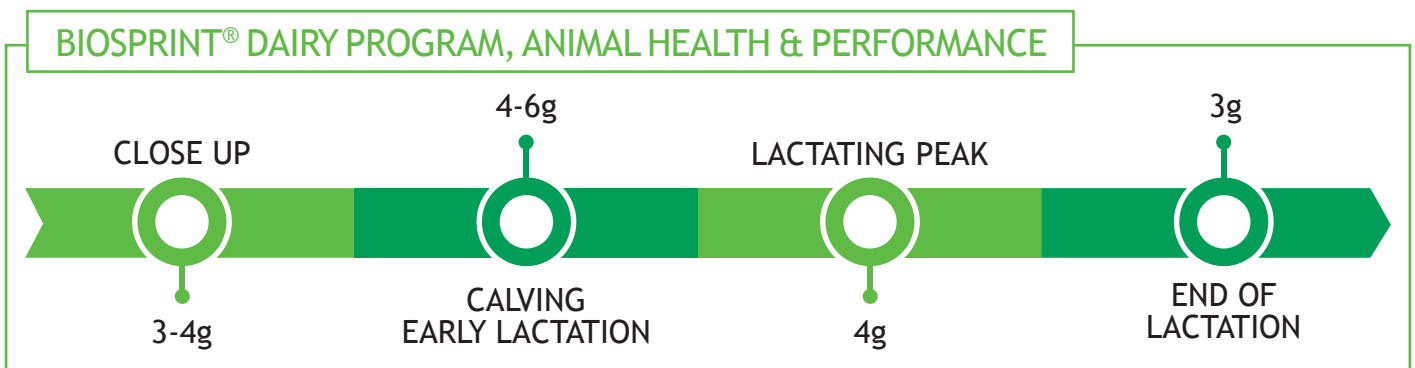 BIOSPRINT® DAIRY PROGRAM, ANIMAL HEALTH & PERFORMANCE
CLOSE UP
3-4g
4-6g
CALVING
EARLY LACTATION
LACTATING PEAK
4g
3g
END OF
LACTATION